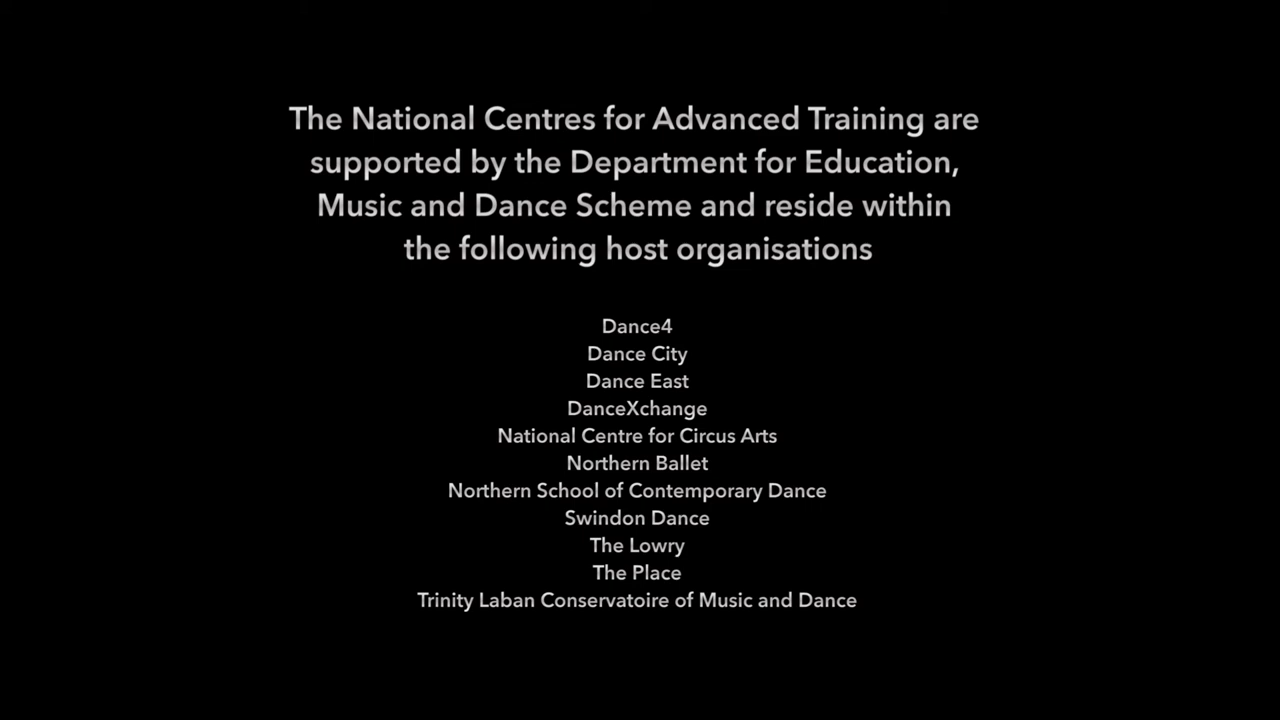 The National Centres for Advanced Training are
supported by the Department for Education,
Music and Dance Scheme and reside within
the following host organisations
Dance4
Dance City
Dance East
DanceXchange
National Centre for Circus Arts
Northern Ballet
Northern School of Contemporary Dance
Swindon Dance
The Lowry
The Place
Trinity Laban Conservatoire of Music and Dance